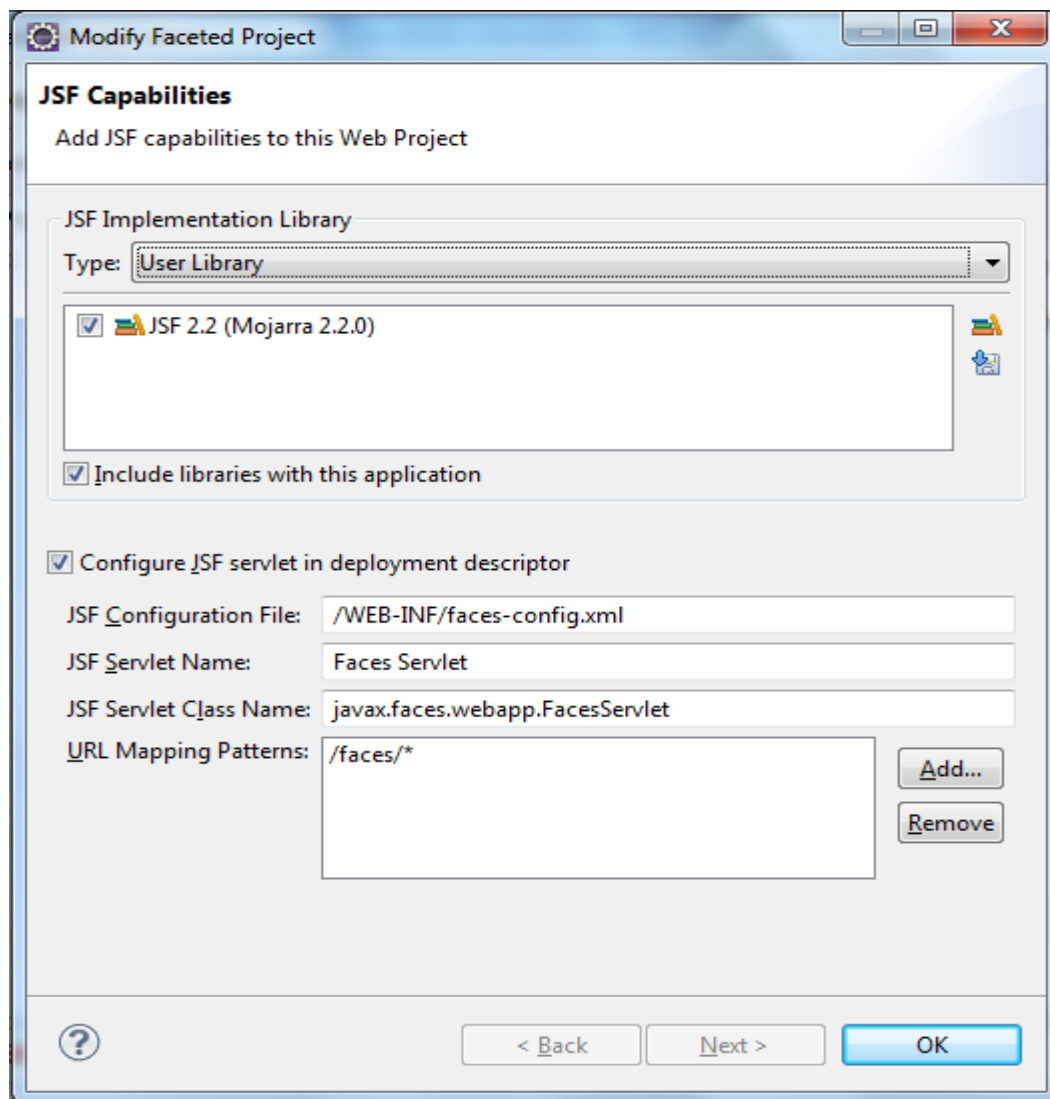 Modify Faceted Project
JSF Capabilities
Add JSF capabilities to this Web Project
JSF Implementation Library
Type: User Library
JSF 2.2 (Mojarra 2.2.0)
Include libraries with this application
Configure JSF servlet in deployment descriptor
JSF Configuration File: /WEB-INF/faces-config.xml
JSF Servlet Name: Faces Servlet
JSF Servlet Class Name: javax.faces.webapp.FacesServlet
URL Mapping Patterns: /faces/*
Add...
Remove
? < Back Next > OK